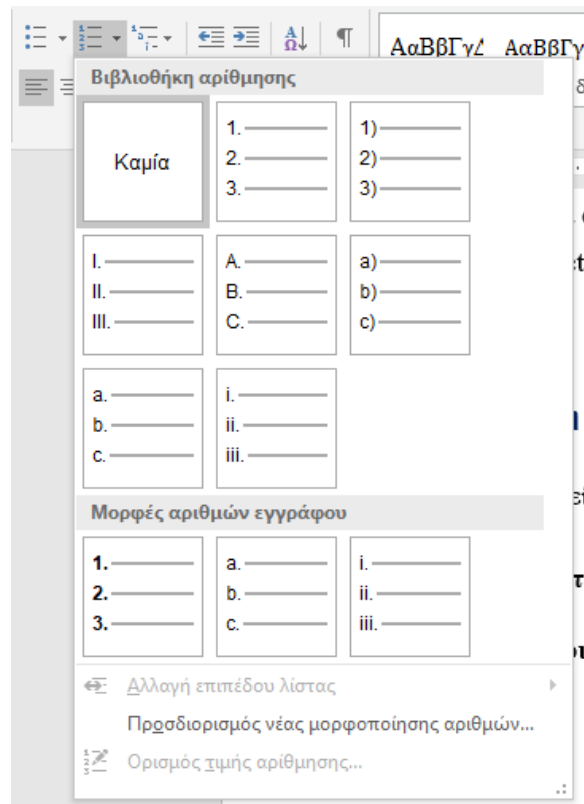 ΑαΒβΓγΔ ΑαΒβΓγ
Βιβλιοθήκη αρίθμησης
Καμία
1.
2.
3.
1)
2)
3)
I.
II.
III.
A.
B.
C.
a)
b)
c)
a.
b.
c.
i.
ii.
iii.
Μορφές αριθμών εγγράφου
1.
2.
3.
a.
b.
c.
i.
ii.
iii.
Αλλαγή επιπέδου λίστας
Προσδιορισμός νέας μορφοποίησης αριθμών...
Ορισμός τιμής αρίθμησης...